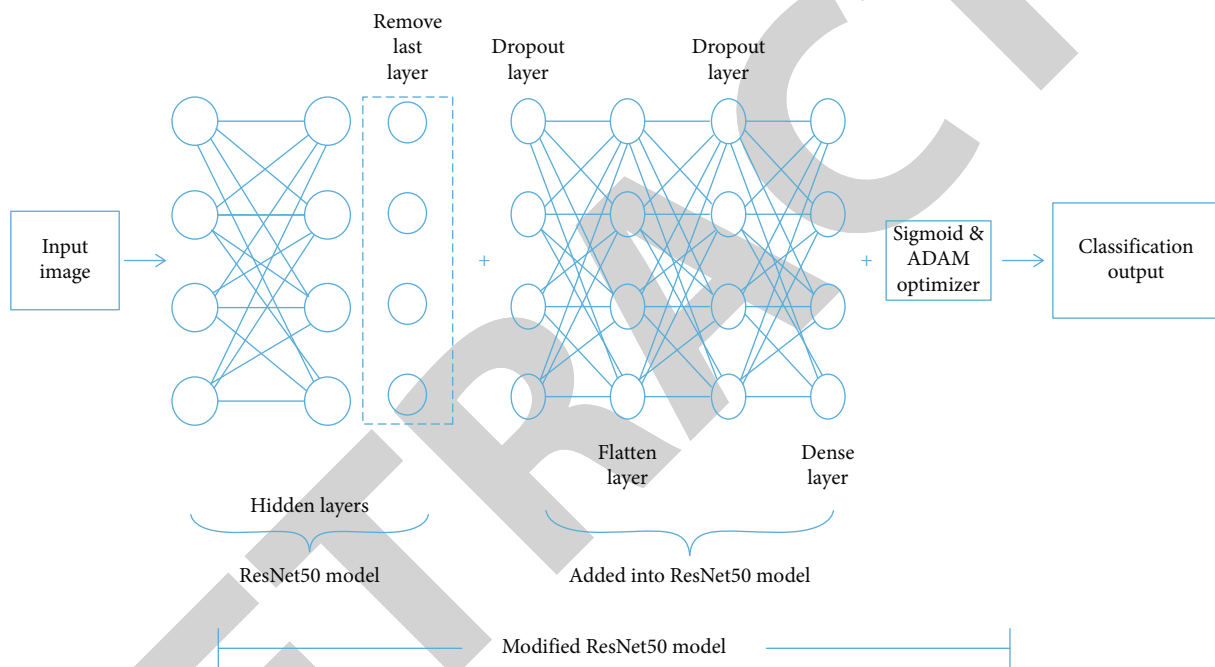 Remove
last
layer
Dropout
layer
Dropout
layer
Input
image
+
+
Sigmoid &
ADAM
optimizer
Classification
output
Flatten
layer
Dense
layer
Hidden layers
ResNet50 model
Added into ResNet50 model
Modified ResNet50 model